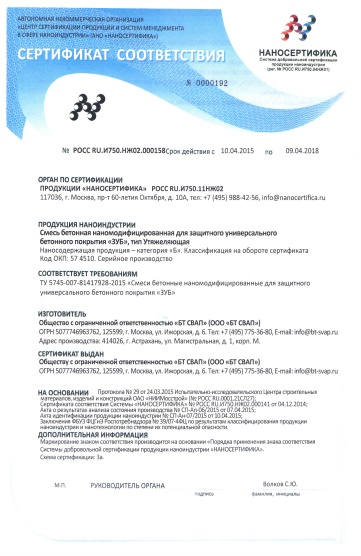 АВТОНОМНАЯ НЕКОММЕРЧЕСКАЯ ОРГАНИЗАЦИЯ
«ЦЕНТР СЕРТИФИКАЦИИ ПРОДУКЦИИ И СИСТЕМ МЕНЕДЖМЕНТА
В СФЕРЕ НАНОИНДУСТРИИ» (АНО «НАНОСЕРТИФИКА»)
СЕРТИФИКАТ СООТВЕТСТВИЯ
НАНОСЕРТИФИКА
Система добровольной сертификации
продукции наноиндустрии
(рег. № РОСС RU.И750.04НЖ01)
№ 0000192
№ РОСС RU.И750.НЖ02.000158 Срок действия с 10.04.2015 по 09.04.2018
ОРГАН ПО СЕРТИФИКАЦИИ
ПРОДУКЦИИ «НАНОСЕРТИФИКА» РОСС RU.И750.11НЖ02
117036, г. Москва, пр-т 60-летия Октября, д. 10А, тел: +7 (495) 988-42-56, info@nanocertifica.ru
ПРОДУКЦИЯ НАНОИНДУСТРИИ
Смесь бетонная наномодифицированная для защитного универсального
бетонного покрытия «ЗУБ», тип Утяжеляющая
Наносодержащая продукция – категория «Б». Классификация на обороте сертификата
Код ОКП: 57 4510. Серийное производство
СООТВЕТСТВУЕТ ТРЕБОВАНИЯМ
ТУ 5745-007-81417928-2015 «Смеси бетонные наномодифицированные для защитного
универсального бетонного покрытия «ЗУБ»
ИЗГОТОВИТЕЛЬ
Общество с ограниченной ответственностью «БТ СВАП» (ООО «БТ СВАП»)
ОГРН 5077746963762, 125599, г. Москва, ул. Ижорская, д. 6. Тел: +7 (495) 775-36-80, E-mail: info@bt-svap.ru
Адрес производства: 414026, г. Астрахань, ул. Магистральная, д. 1, корп. М.
СЕРТИФИКАТ ВЫДАН
Общество с ограниченной ответственностью «БТ СВАП» (ООО «БТ СВАП»)
ОГРН 5077746963762, 125599, г. Москва, ул. Ижорская, д. 6. Тел: +7 (495) 775-36-80, E-mail: info@bt-svap.ru
НА ОСНОВАНИИ Протокола № 29 от 24.03.2015 Испытательно-исследовательского Центра строительных
материалов, изделий и конструкций ОАО «НИИМосстрой» (№ РОСС RU.0001.21СЛ27);
Сертификата соответствия Системы «НАНОСЕРТИФИКА» № РОСС RU.И750.НЖ02.000141 от 04.12.2014;
Акта о результатах анализа состояния производства № СП-Ап-06/2015 от 07.04.2015;
Акта идентификации продукции наноиндустрии № СП-Ан-07/2015 от 10.04.2015;
Заключения ФБУЗ ФЦГиЭ Роспотребнадзора № 39/07-ФКЦ по результатам классифицирования продукции
наноиндустрии и нанотехнологии по степени их потенциальной опасности.
ДОПОЛНИТЕЛЬНАЯ ИНФОРМАЦИЯ
Маркирование знаком соответствия производится на основании «Порядка применения знака соответствия
Системы добровольной сертификации продукции наноиндустрии «НАНОСЕРТИФИКА».
Схема сертификации: 3а.
М.П. РУКОВОДИТЕЛЬ ОРГАНА Волков С.Ю.
подпись фамилия, инициалы